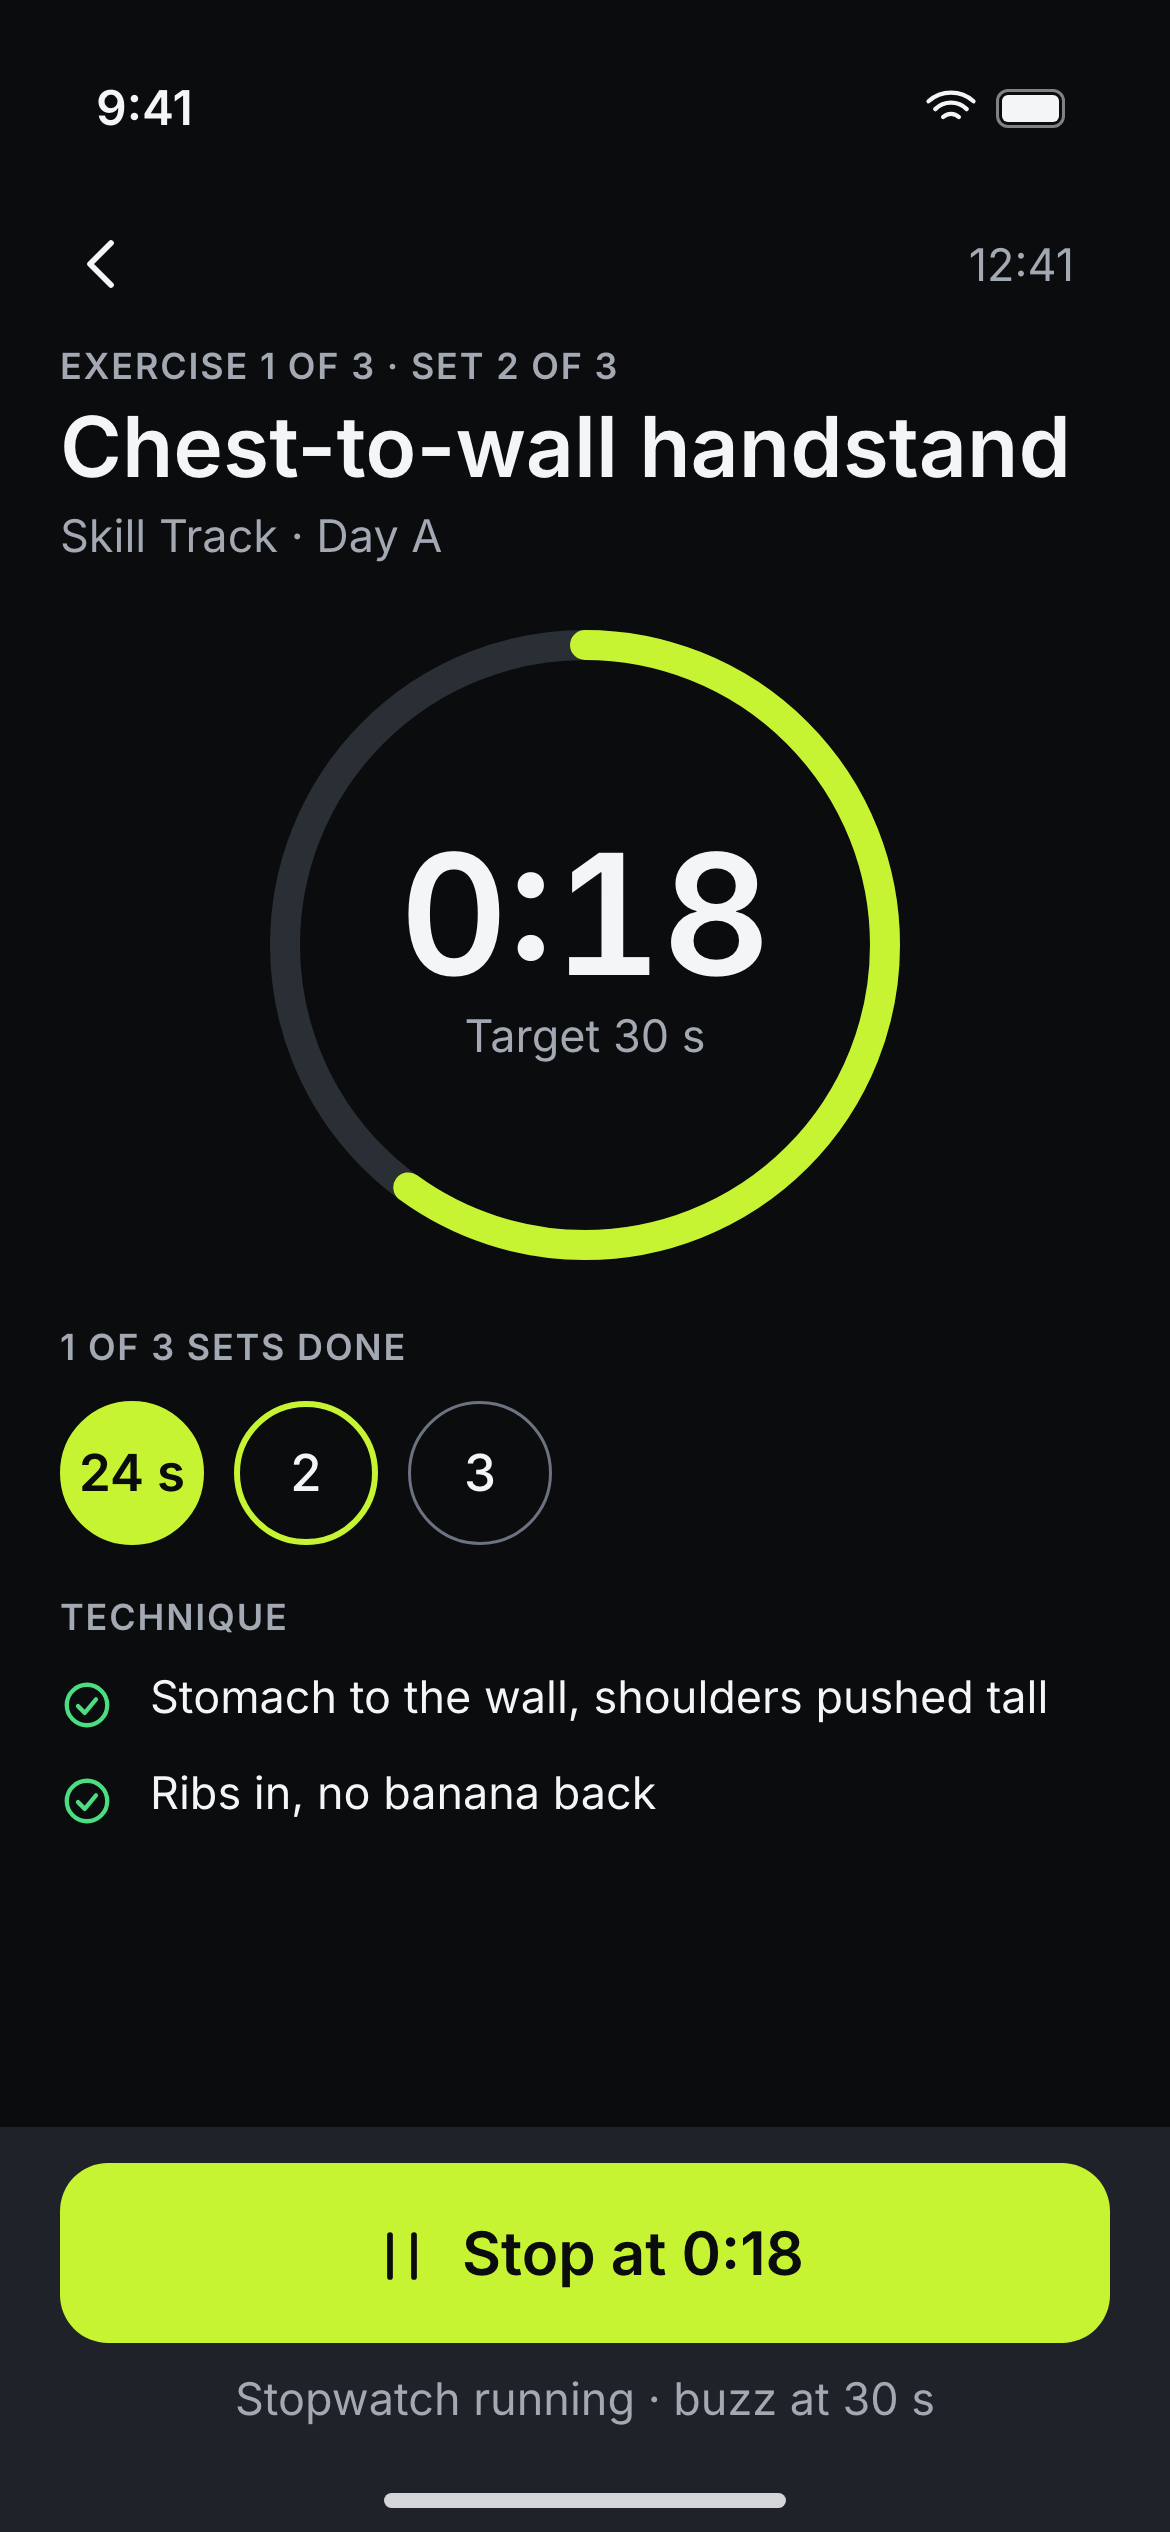 9:41
12:41
EXERCISE 1 OF 3 · SET 2 OF 3
Chest-to-wall handstand
Skill Track · Day A
0:18
Target 30 s
1 OF 3 SETS DONE
24 s 2 3
TECHNIQUE
Stomach to the wall, shoulders pushed tall
Ribs in, no banana back
Stop at 0:18
Stopwatch running · buzz at 30 s